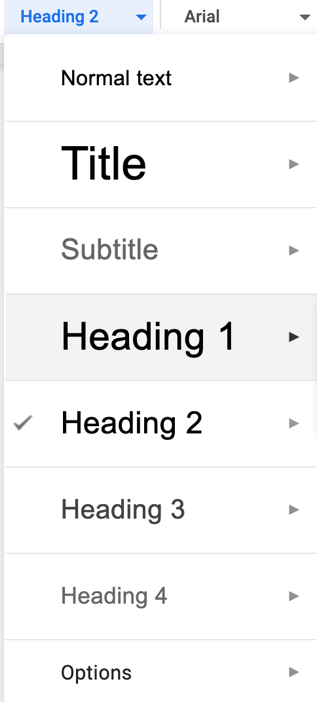 Heading 2 Arial
Normal text
Title
Subtitle
Heading 1
Heading 2
Heading 3
Heading 4
Options